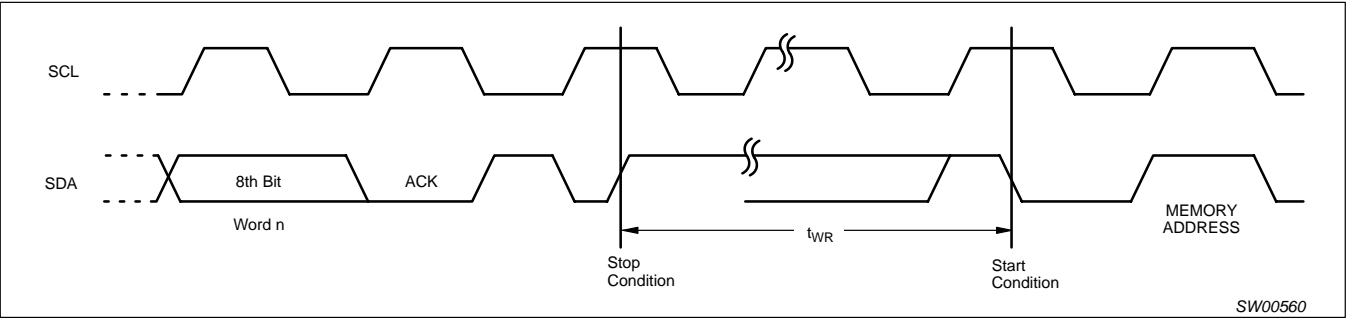 SCL
SDA
8th Bit
ACK
Word n
tWR
MEMORY
ADDRESS
Stop
Condition
Start
Condition
SW00560